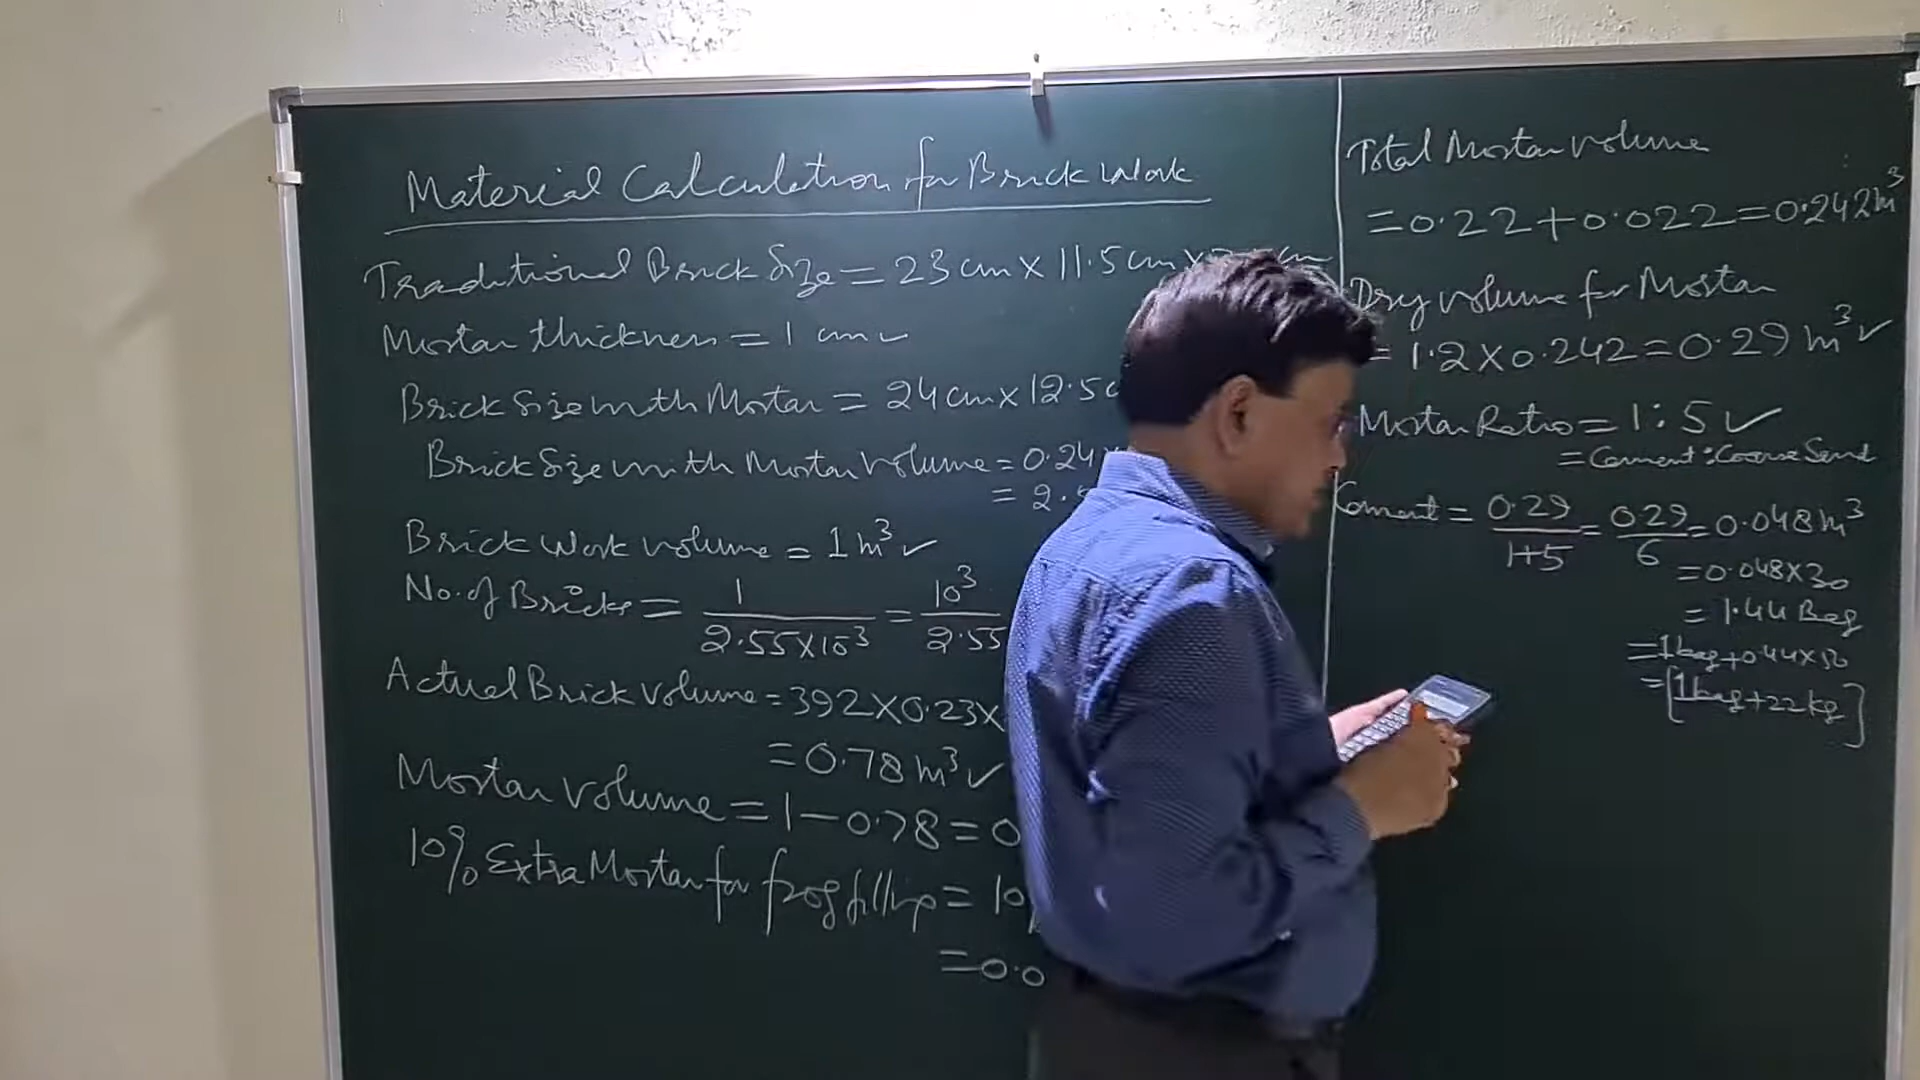 Material Calculation for Brick Work
Traditional Brick Size = 23 cm x 11.5 cm x
Mortar thickness = 1 cm ✓
Brick Size with Mortar = 24 cm x 12.5 c
Brick Size with Mortar Volume = 0.24
= 2.
Brick Work volume = 1 m³ ✓
No. of Bricks = 1 / 2.55 x 10³ = 10³ / 2.55
Actual Brick Volume = 392 x 0.23 x
= 0.78 m³ ✓
Mortar volume = 1 - 0.78 = 0
10% Extra Mortar for frog filling = 10
= 0.0
Total Mortar volume
= 0.22 + 0.022 = 0.242 m³
Dry volume for Mortar
= 1.2 x 0.242 = 0.29 m³ ✓
Mortar Ratio = 1:5 ✓
= Cement : Coarse Sand
Cement = 0.29 / 1+5 = 029 / 6 = 0.048 m³
= 0.048 x 30
= 1.44 Bag
= 1 bag + 0.44 x 50
= [1 bag + 22 kg]